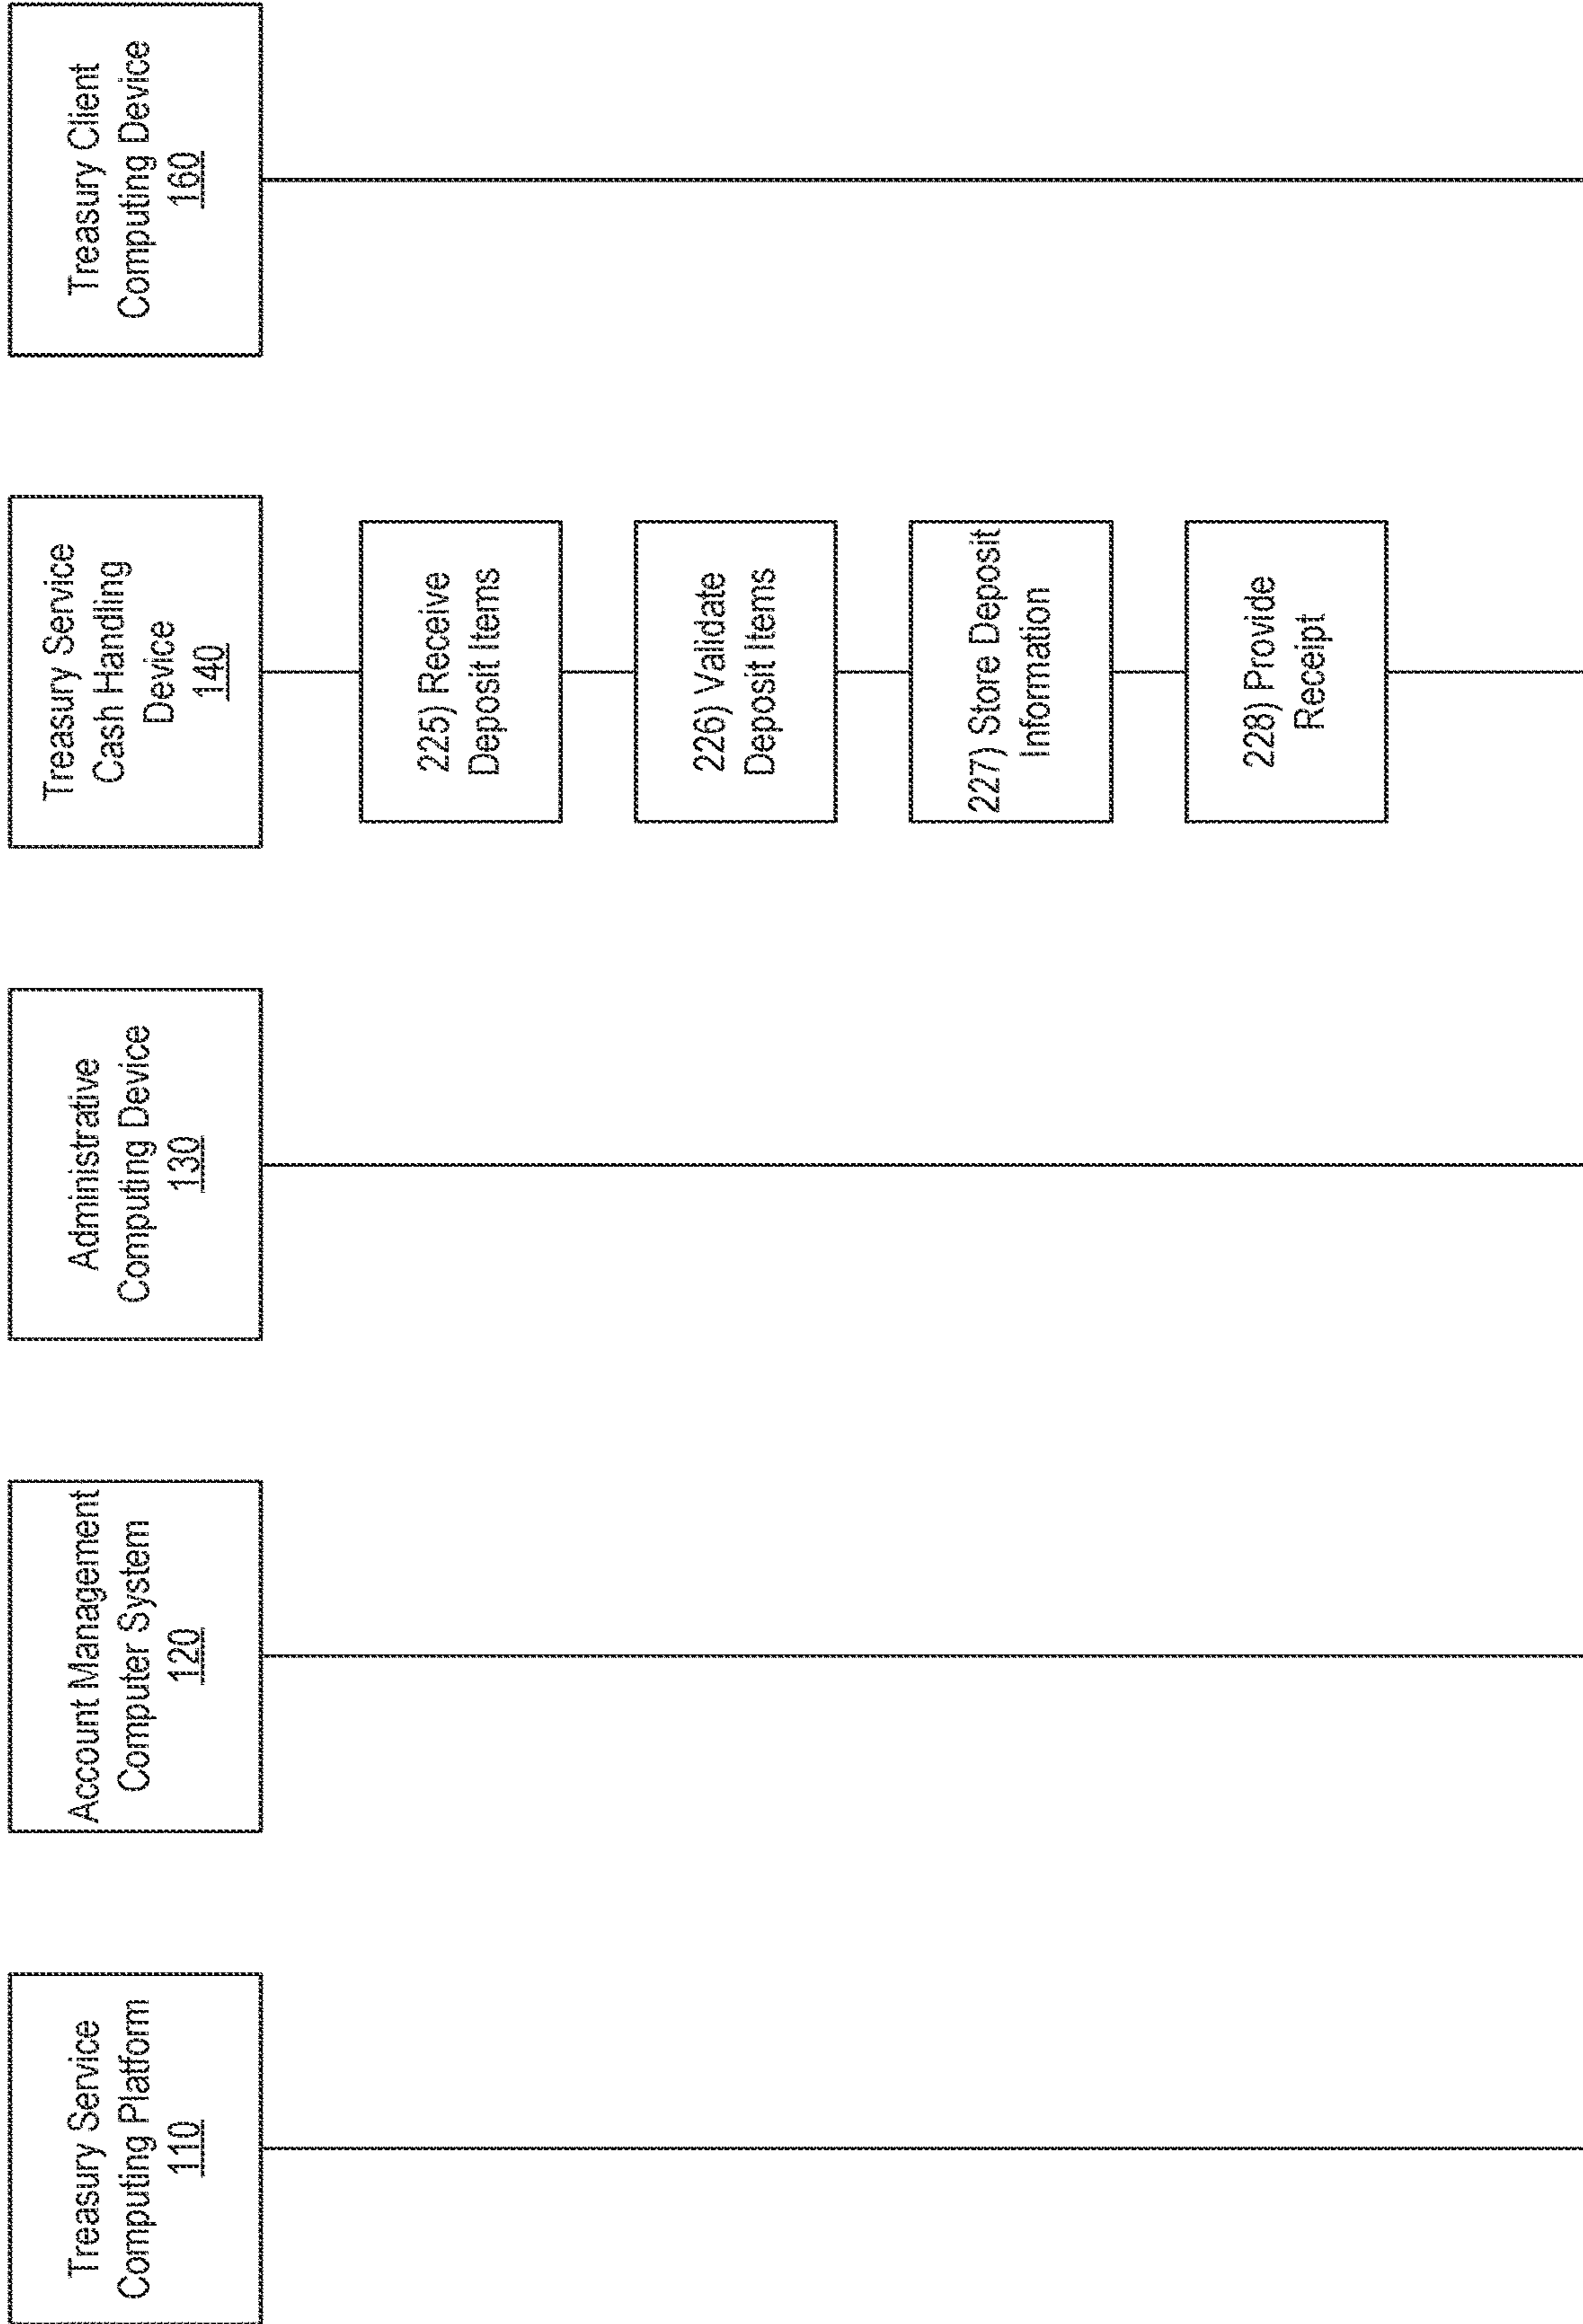 Treasury Service
Computing Platform
110
Account Management
Computer System
120
Administrative
Computing Device
130
Treasury Service
Cash Handling
Device
140
Treasury Client
Computing Device
160
225) Receive
Deposit Items
226) Validate
Deposit Items
227) Store Deposit
Information
228) Provide
Receipt